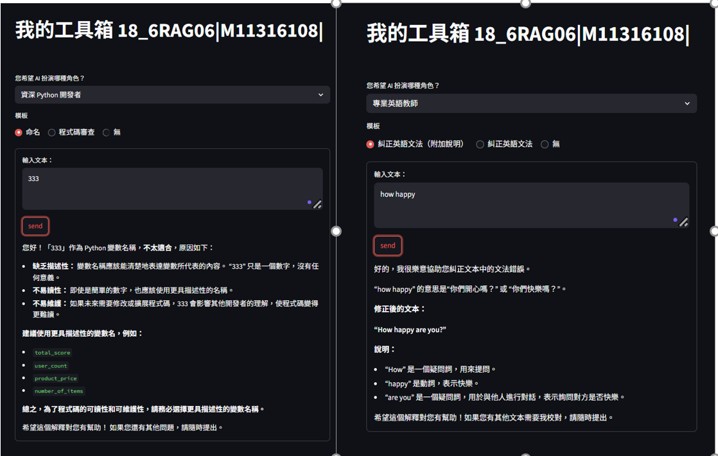 我的工具箱 18_6RAG06|M11316108|
您希望 AI 扮演哪種角色？
資深 Python 開發者
模板
命名
程式碼審查
無
輸入文本：
333
send
您好！「333」作為 Python 變數名稱，不太適合，原因如下：
缺乏描述性： 變數名稱應該能清楚地表達變數所代表的內容。 “333” 只是一個數字，沒有任
何意義。
不易讀性： 即使是簡單的數字，也應該使用更具描述性的名稱。
不易維護： 如果未來需要修改或擴展程式碼，333 會影響其他開發者的理解，使程式碼變得
更難讀。
建議使用更具描述性的變數名，例如：
total_score
user_count
product_price
number_of_items
總之，為了程式碼的可讀性和可維護性，請務必選擇更具描述性的變數名稱。
希望這個解釋對您有幫助！ 如果您還有其他問題，請隨時提出。
我的工具箱 18_6RAG06|M11316108|
您希望 AI 扮演哪種角色？
專業英語教師
模板
糾正英語文法（附加說明）
糾正英語文法
無
輸入文本：
how happy
send
好的，我很樂意協助您糾正文本中的文法錯誤。
“how happy” 的意思是“你們開心嗎？” 或 “你們快樂嗎？”。
修正後的文本：
“How happy are you?”
說明：
“How” 是一個疑問詞，用來提問。
“happy” 是動詞，表示快樂。
“are you” 是一個疑問詞，用於與他人進行對話，表示詢問對方是否快樂。
希望這個解釋對您有幫助！如果您有其他文本需要我校對，請隨時提出。